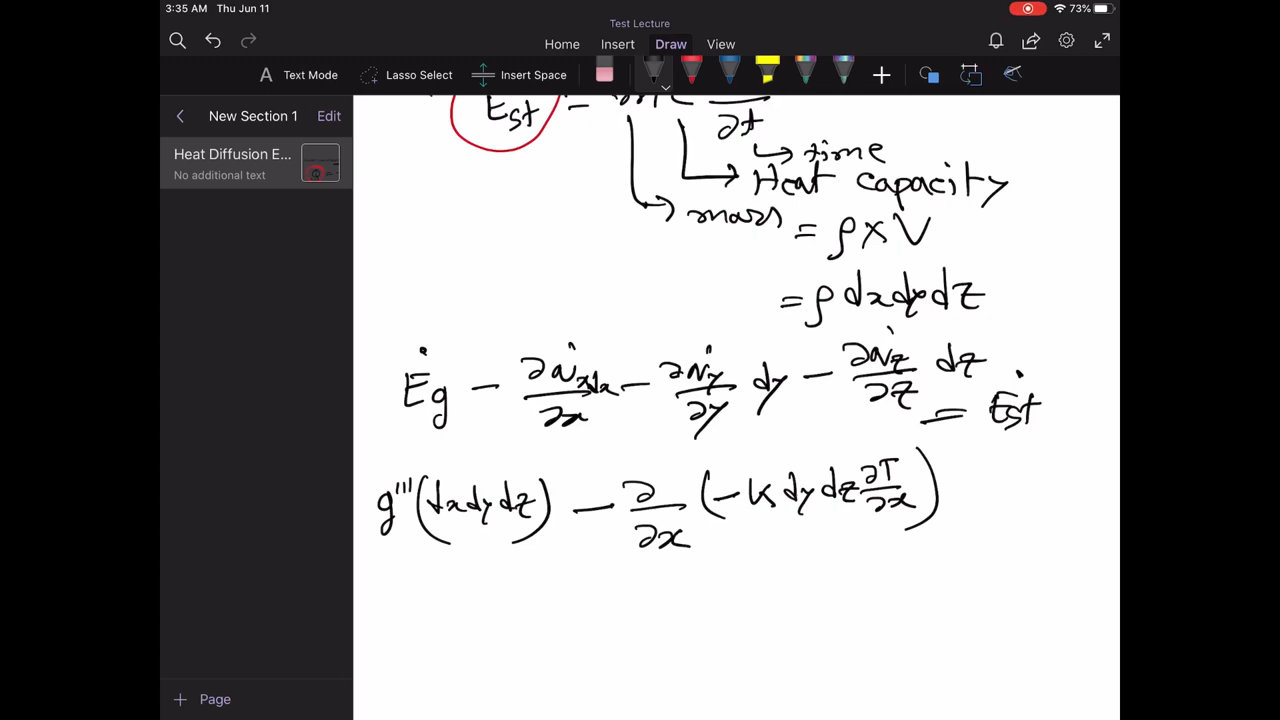 3:35 AM Thu Jun 11 73%
Test Lecture
Home Insert Draw View
Text Mode Lasso Select Insert Space
New Section 1 Edit
Heat Diffusion E...
No additional text
Ėst = mc ∂t
→ time
→ Heat capacity
→ mass = ρ x V
= ρ dx dy dz
Ėg - ∂q̇x/∂x dx - ∂q̇y/∂y dy - ∂q̇z/∂z dz = Ėst
g'''(dx dy dz) - ∂/∂x (-K dy dz ∂T/∂x)
+ Page